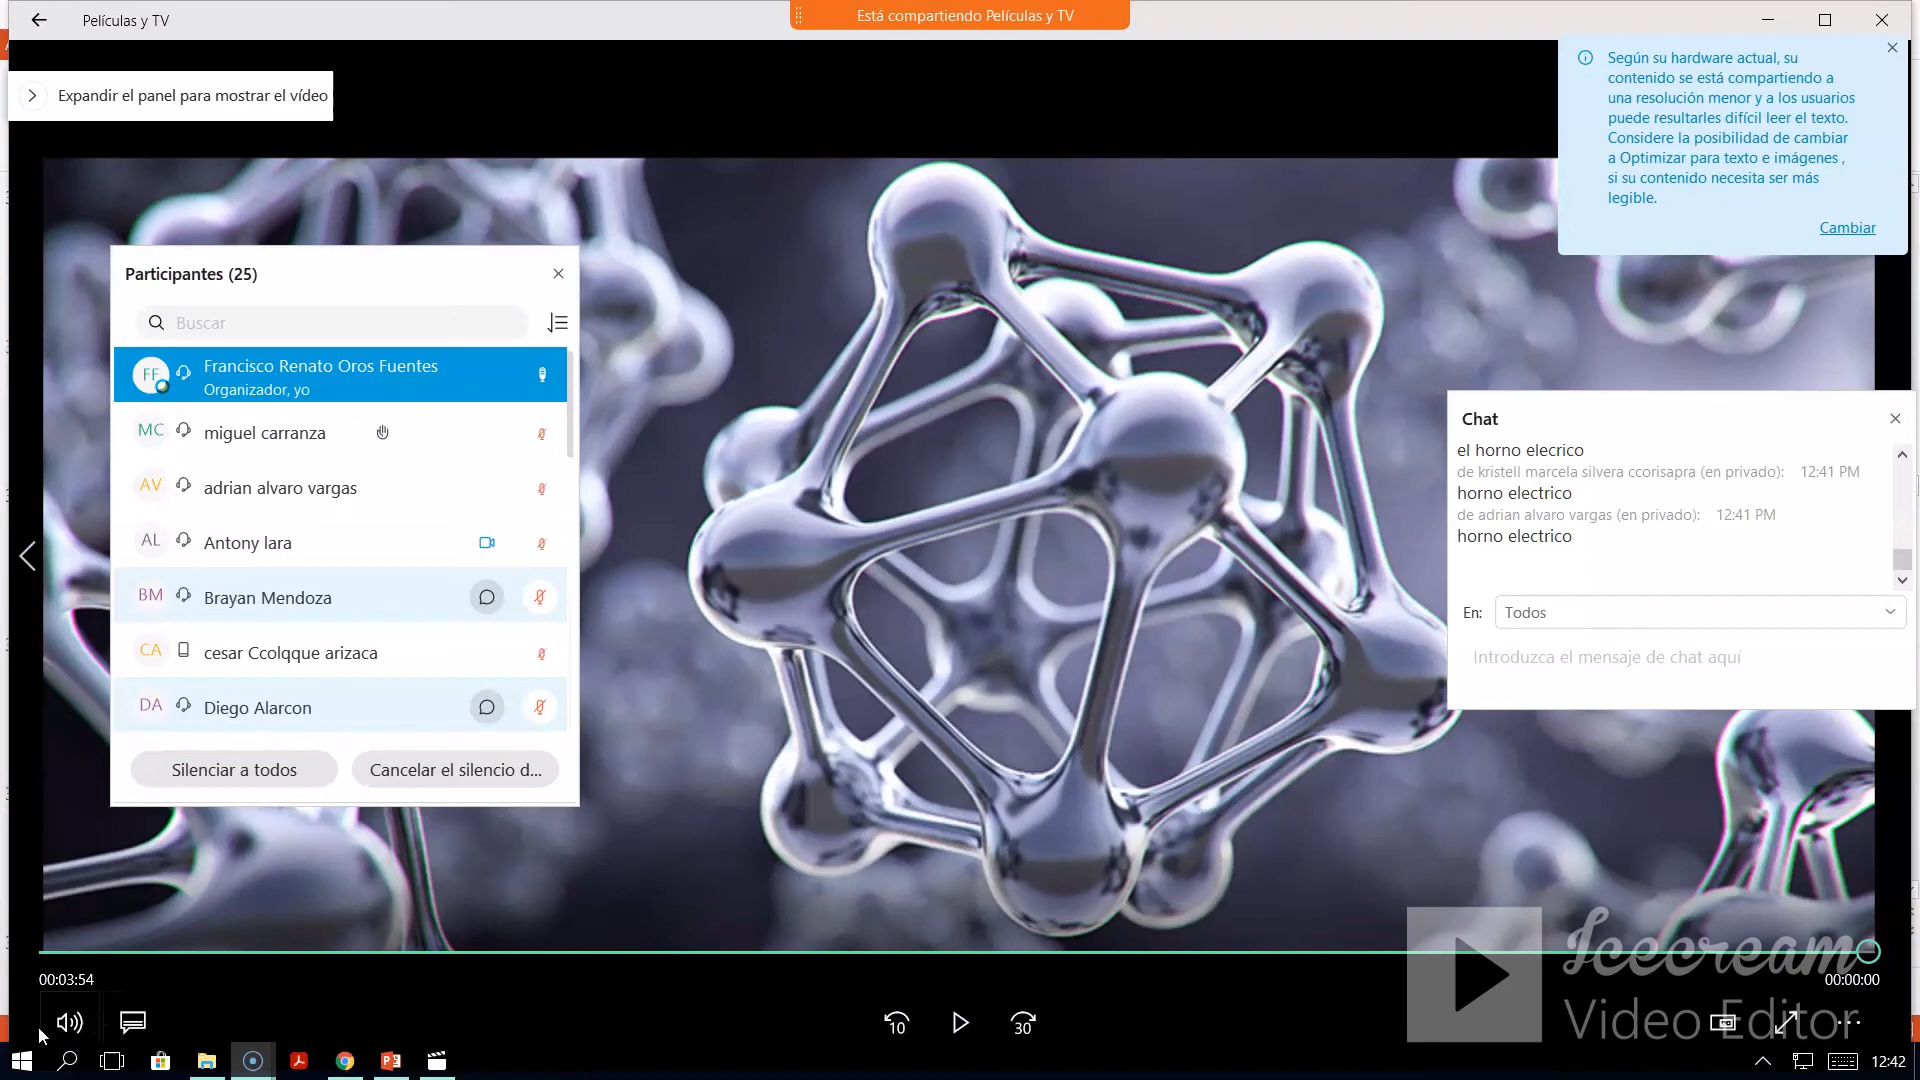 Películas y TV
Está compartiendo Películas y TV
Expandir el panel para mostrar el vídeo
Según su hardware actual, su
contenido se está compartiendo a
una resolución menor y a los usuarios
puede resultarles difícil leer el texto.
Considere la posibilidad de cambiar
a Optimizar para texto e imágenes ,
si su contenido necesita ser más
legible.
Cambiar
Participantes (25)
Buscar
FF
Francisco Renato Oros Fuentes
Organizador, yo
MC miguel carranza
AV adrian alvaro vargas
AL Antony lara
BM Brayan Mendoza
CA cesar Ccolqque arizaca
DA Diego Alarcon
Silenciar a todos
Cancelar el silencio d...
Chat
el horno elécrico
de kristell marcela silvera ccorisapra (en privado): 12:41 PM
horno electrico
de adrian alvaro vargas (en privado): 12:41 PM
horno electrico
En: Todos
Introduzca el mensaje de chat aquí
Icecream
Video Editor
00:03:54
00:00:00
10
30
12:42